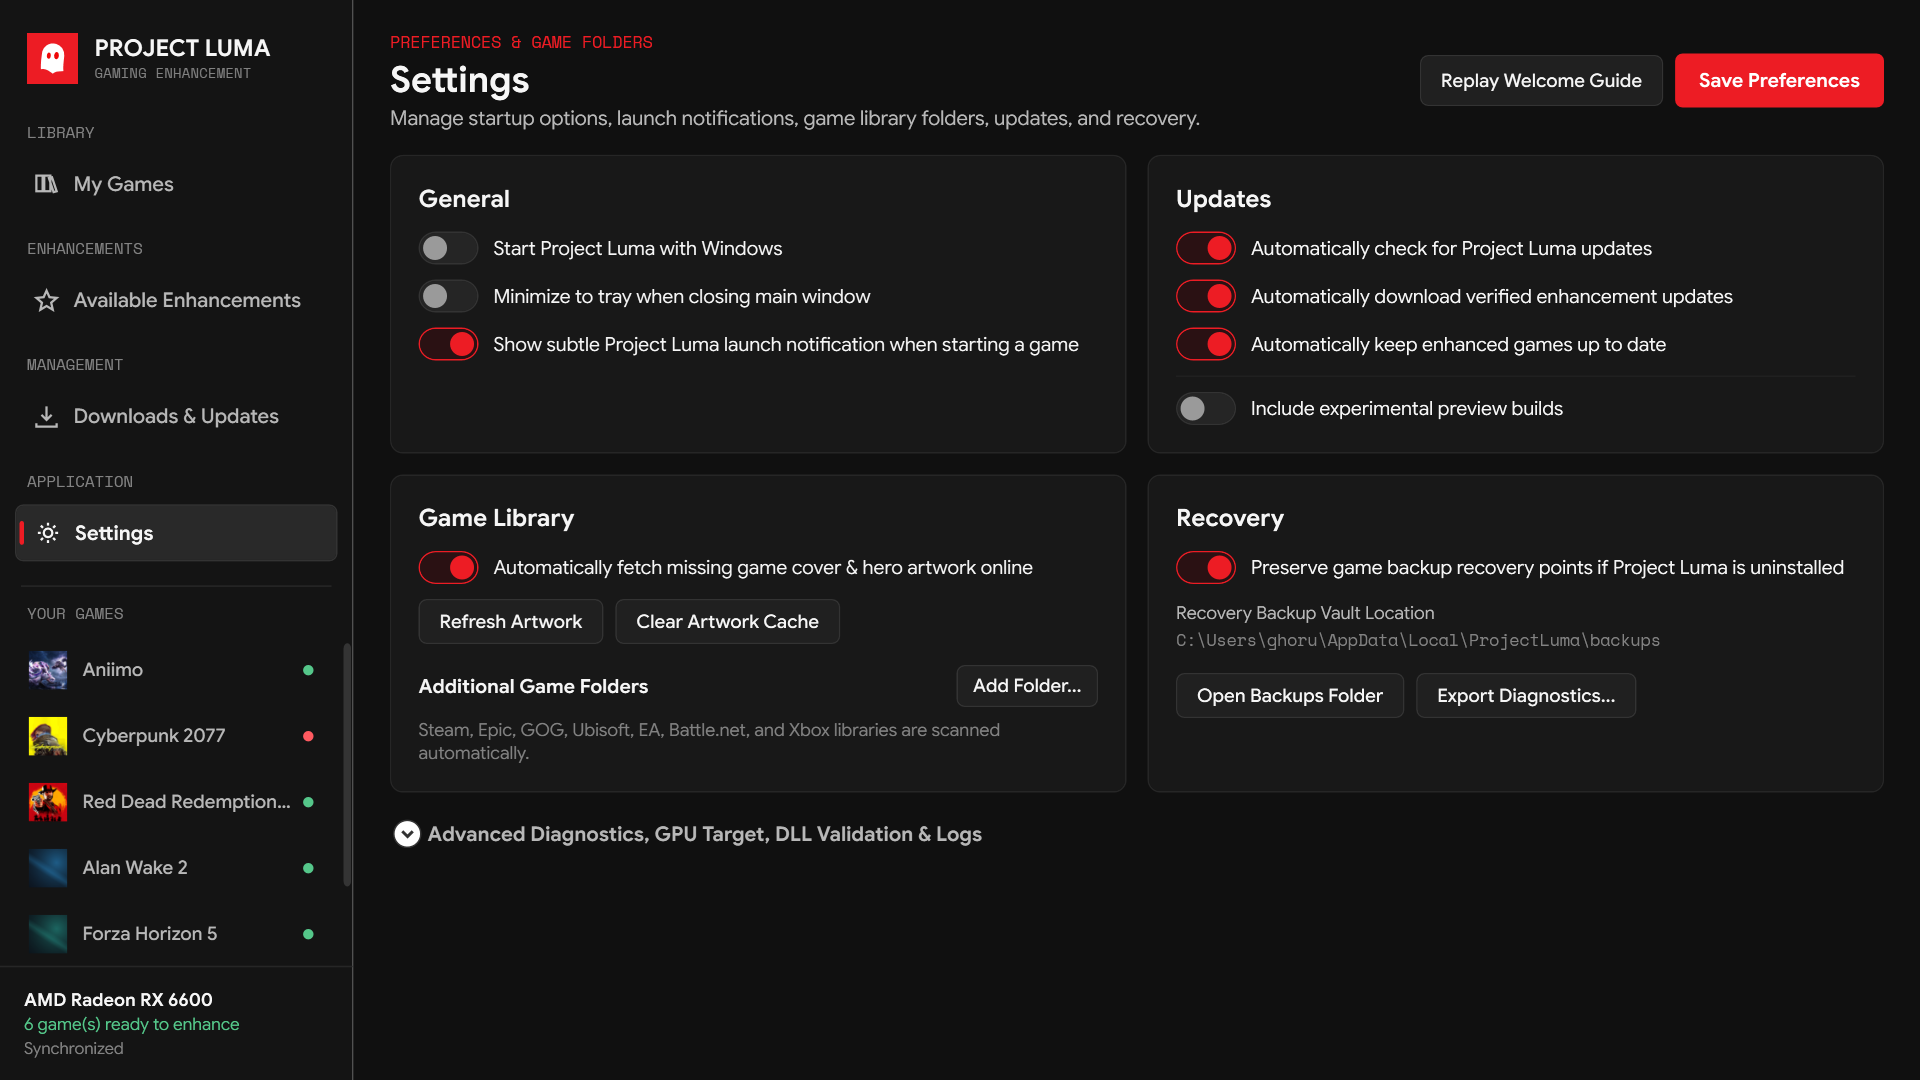 PROJECT LUMA
GAMING ENHANCEMENT
LIBRARY
My Games
ENHANCEMENTS
Available Enhancements
MANAGEMENT
Downloads & Updates
APPLICATION
Settings
YOUR GAMES
Aniimo
Cyberpunk 2077
Red Dead Redemption...
Alan Wake 2
Forza Horizon 5
AMD Radeon RX 6600
6 game(s) ready to enhance
Synchronized
PREFERENCES & GAME FOLDERS
Settings
Manage startup options, launch notifications, game library folders, updates, and recovery.
Replay Welcome Guide
Save Preferences
General
Start Project Luma with Windows
Minimize to tray when closing main window
Show subtle Project Luma launch notification when starting a game
Updates
Automatically check for Project Luma updates
Automatically download verified enhancement updates
Automatically keep enhanced games up to date
Include experimental preview builds
Game Library
Automatically fetch missing game cover & hero artwork online
Refresh Artwork
Clear Artwork Cache
Additional Game Folders
Add Folder...
Steam, Epic, GOG, Ubisoft, EA, Battle.net, and Xbox libraries are scanned
automatically.
Recovery
Preserve game backup recovery points if Project Luma is uninstalled
Recovery Backup Vault Location
C:\Users\ghoru\AppData\Local\ProjectLuma\backups
Open Backups Folder
Export Diagnostics...
Advanced Diagnostics, GPU Target, DLL Validation & Logs